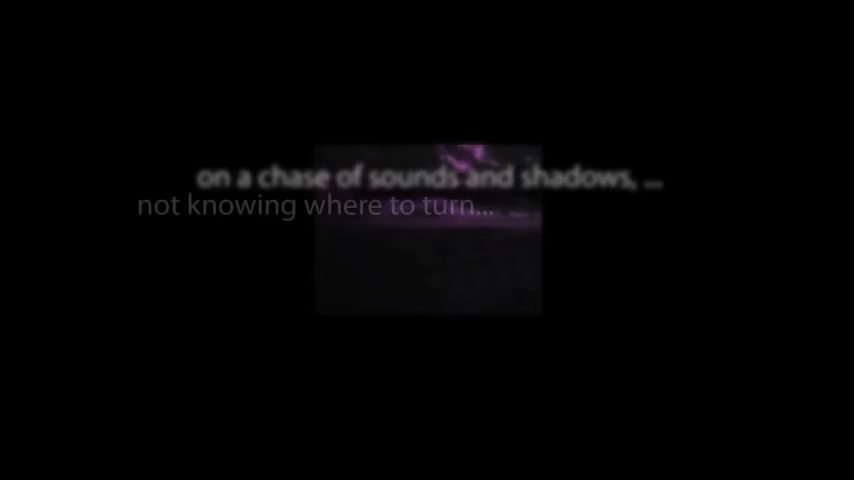 on a chase of sounds and shadows, ...
not knowing where to turn...